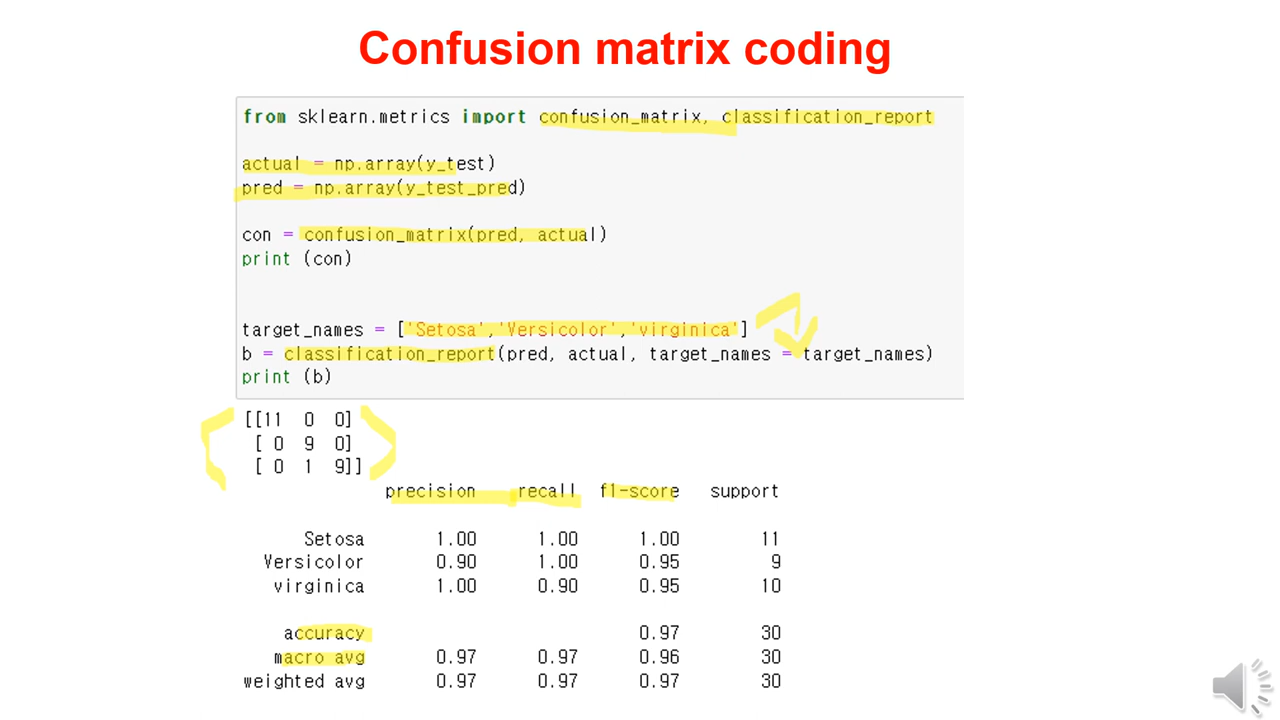 Confusion matrix coding
from sklearn.metrics import confusion_matrix, classification_report
actual = np.array(y_test)
pred = np.array(y_test_pred)
con = confusion_matrix(pred, actual)
print (con)
target_names = ['Setosa','Versicolor','virginica']
b = classification_report(pred, actual, target_names = target_names)
print (b)
[[11 0 0]
[ 0 9 0]
[ 0 1 9]]
precision recall f1-score support
Setosa 1.00 1.00 1.00 11
Versicolor 0.90 1.00 0.95 9
virginica 1.00 0.90 0.95 10
accuracy 0.97 30
macro avg 0.97 0.97 0.96 30
weighted avg 0.97 0.97 0.97 30